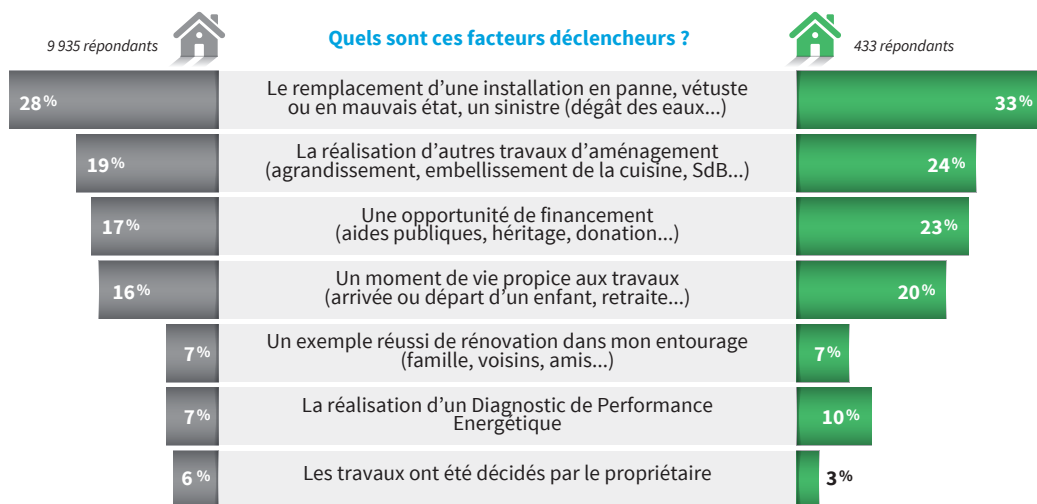 9 935 répondants
Quels sont ces facteurs déclencheurs ?
433 répondants
28%
Le remplacement d’une installation en panne, vétuste
ou en mauvais état, un sinistre (dégât des eaux...)
33%
19%
La réalisation d’autres travaux d’aménagement
(agrandissement, embellissement de la cuisine, SdB...)
24%
17%
Une opportunité de financement
(aides publiques, héritage, donation...)
23%
16%
Un moment de vie propice aux travaux
(arrivée ou départ d’un enfant, retraite...)
20%
7%
Un exemple réussi de rénovation dans mon entourage
(famille, voisins, amis...)
7%
7%
La réalisation d’un Diagnostic de Performance
Energétique
10%
6%
Les travaux ont été décidés par le propriétaire
3%